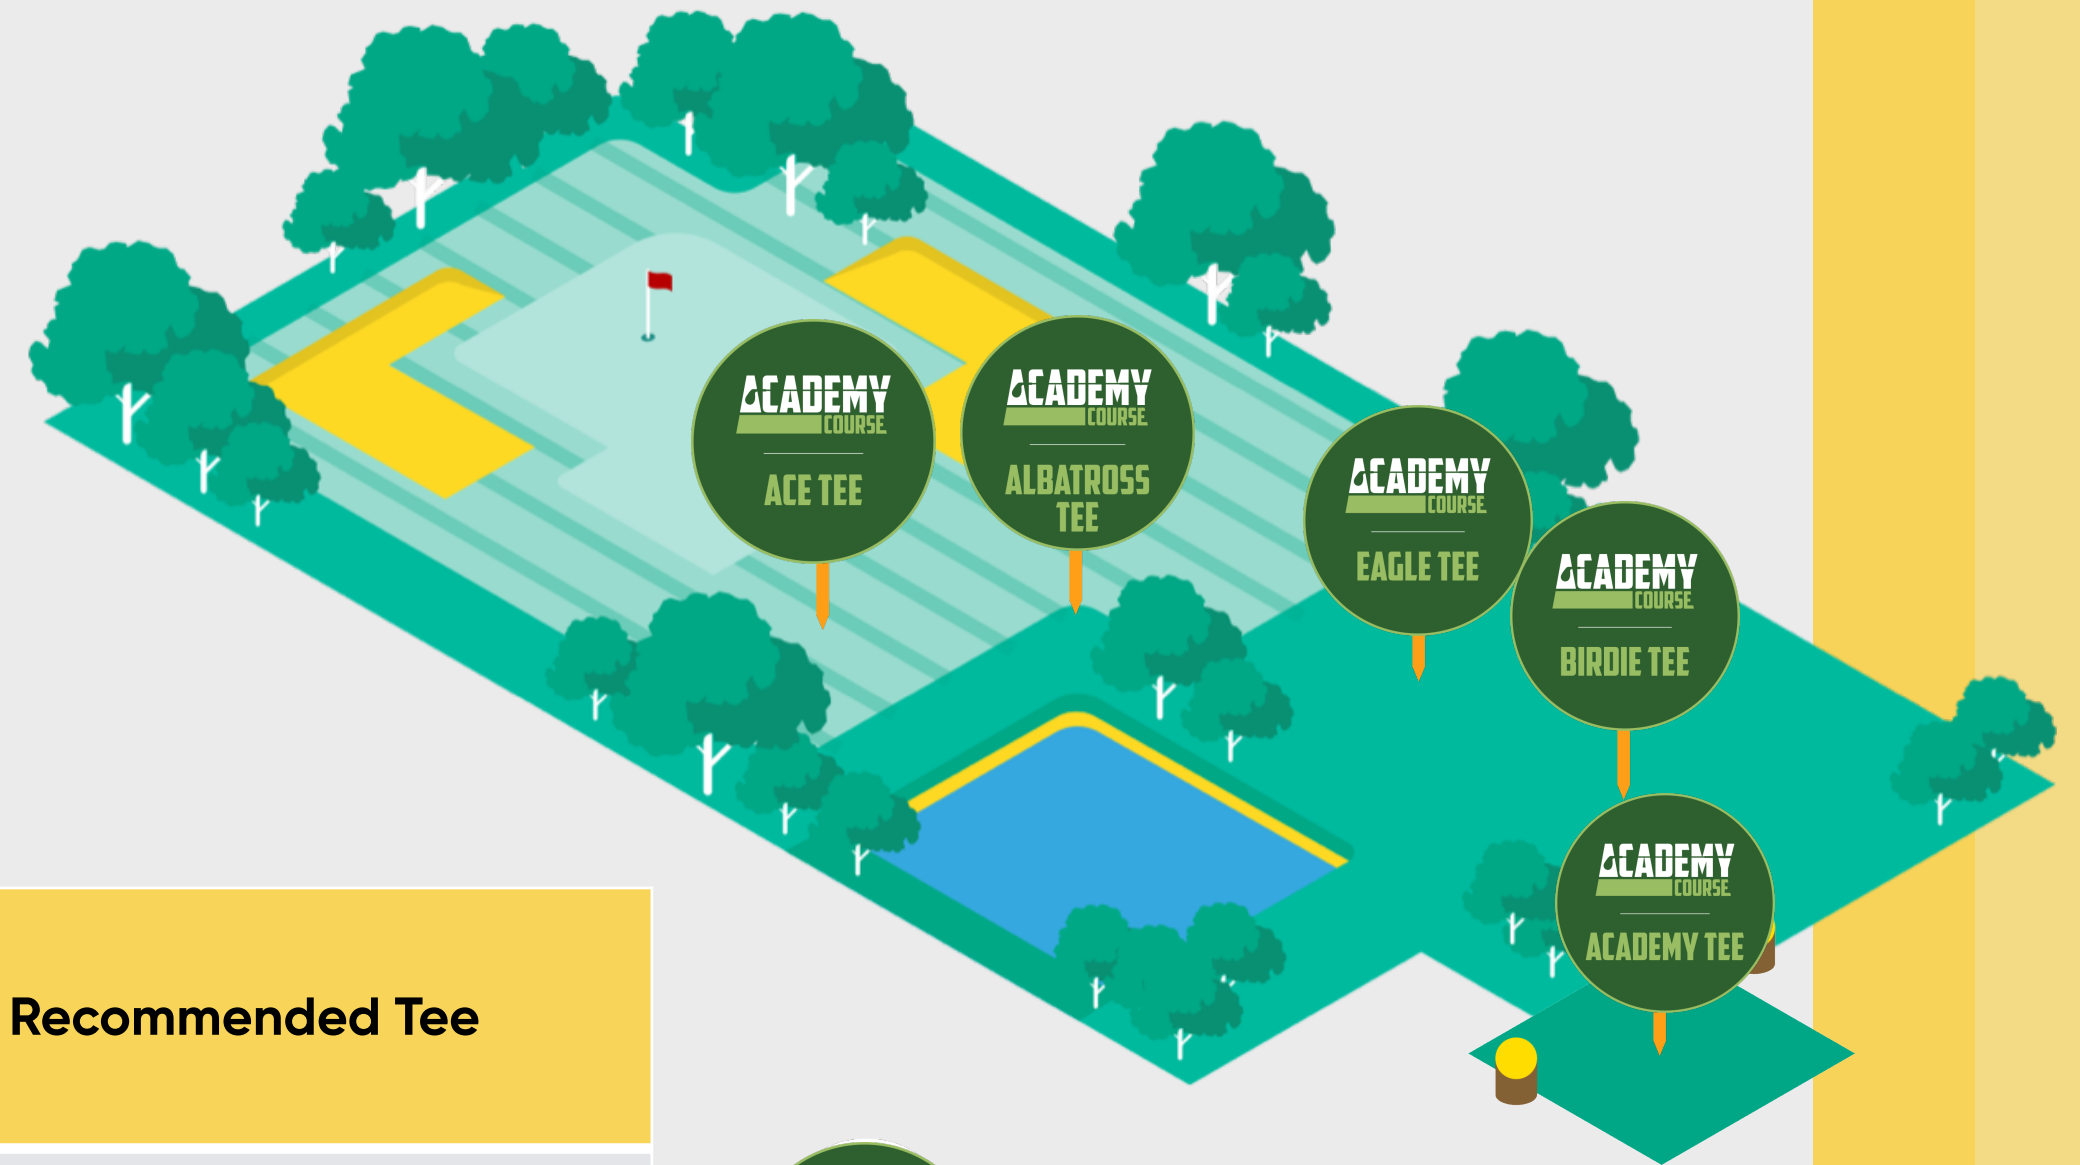 ACADEMY
COURSE
ACE TEE
ACADEMY
COURSE
ALBATROSS
TEE
ACADEMY
COURSE
EAGLE TEE
ACADEMY
COURSE
BIRDIE TEE
ACADEMY
COURSE
ACADEMY TEE
Recommended Tee